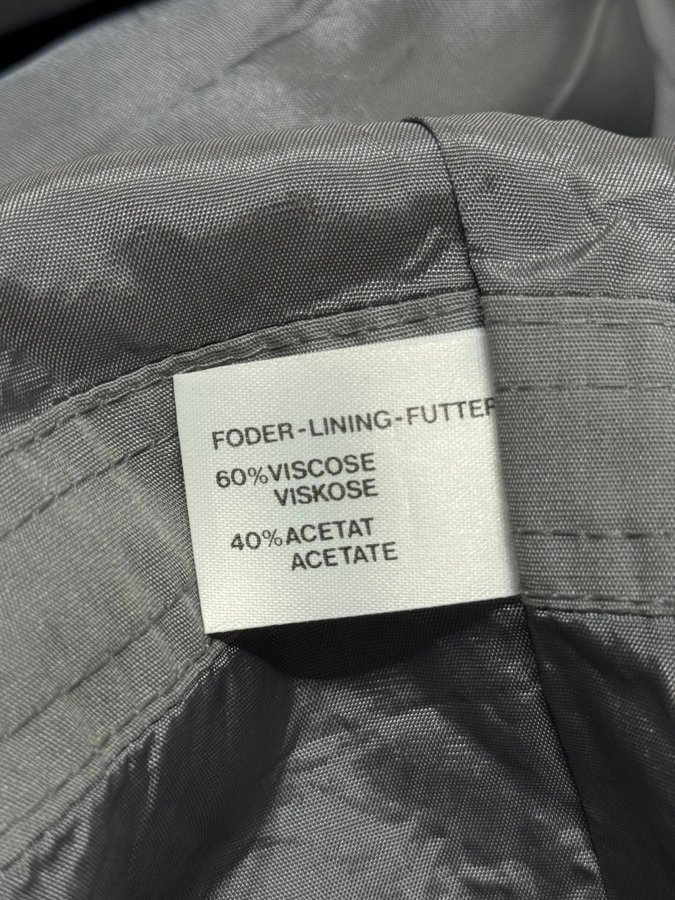 FODER-LINING-FUTTER
60%VISCOSE
VISKOSE
40%ACETAT
ACETATE